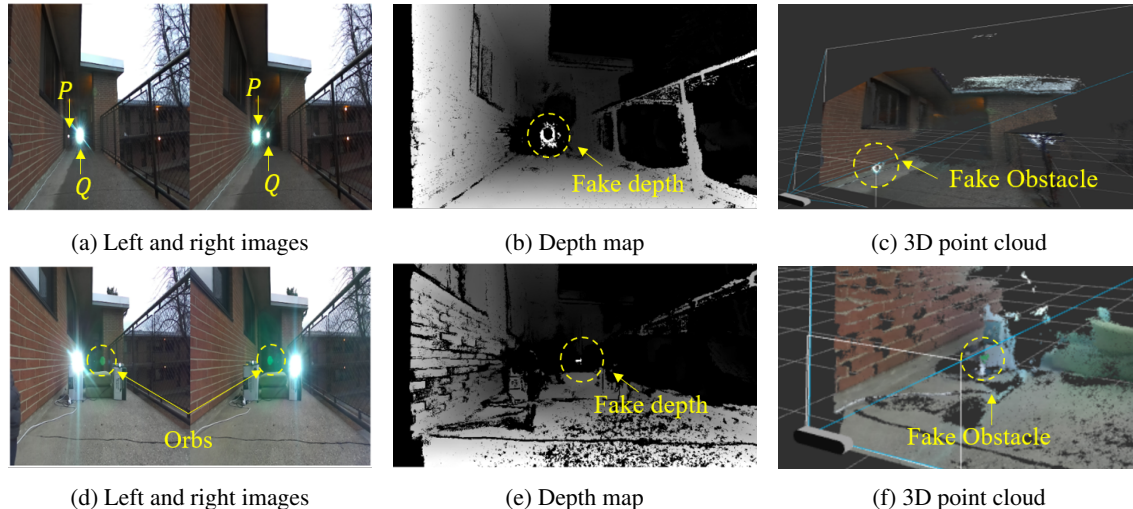 P
Q
P
Q
Fake depth
Fake Obstacle
(a) Left and right images
(b) Depth map
(c) 3D point cloud
Orbs
Fake depth
Fake Obstacle
(d) Left and right images
(e) Depth map
(f) 3D point cloud